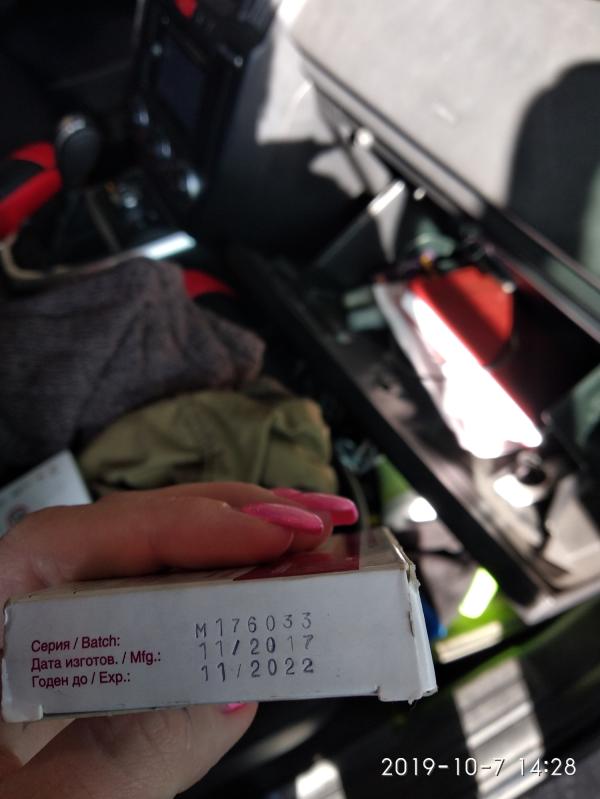 Серия / Batch: M176033
Дата изготов. / Mfg.: 11/2017
Годен до / Exp.: 11/2022
2019-10-7 14:28